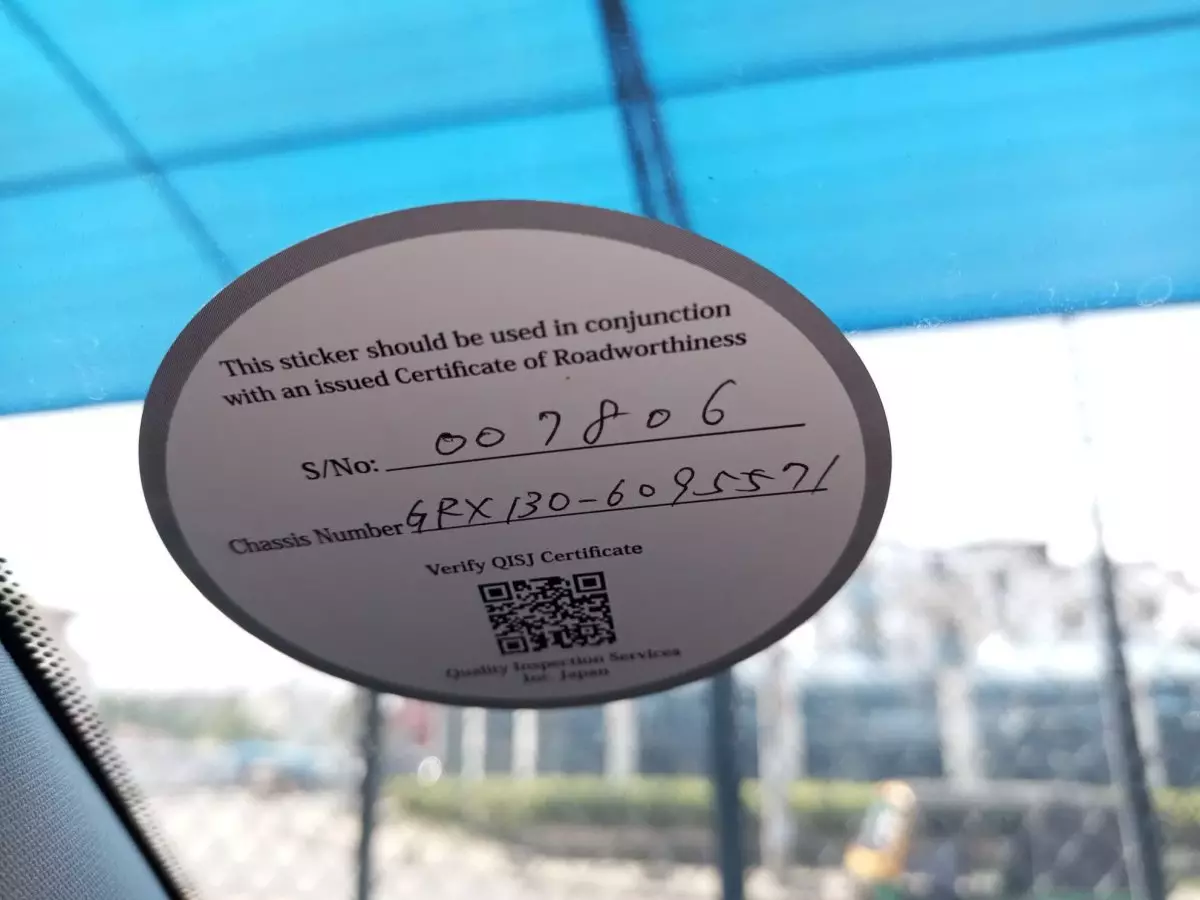 This sticker should be used in conjunction
with an issued Certificate of Roadworthiness
S/No: 007806
Chassis Number GRX130-6095571
Verify QISJ Certificate
Quality Inspection Services
Inc. Japan